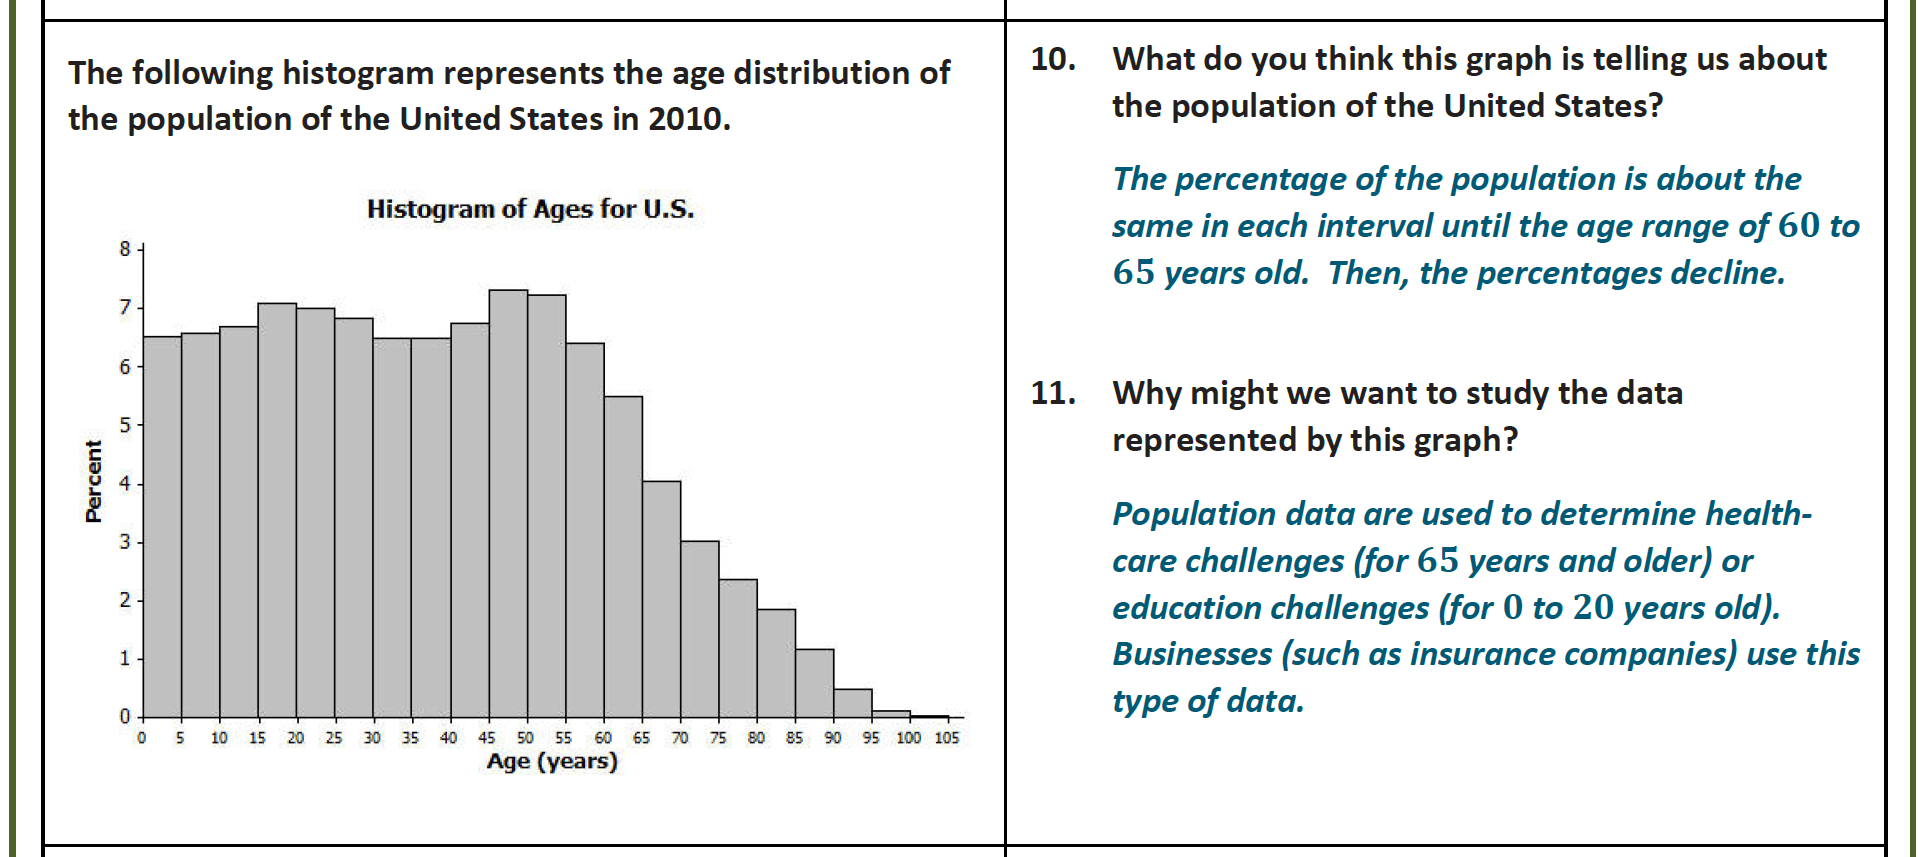 The following histogram represents the age distribution of
the population of the United States in 2010.
Histogram of Ages for U.S.
8
7
6
5
4
3
2
1
0
Percent
0 5 10 15 20 25 30 35 40 45 50 55 60 65 70 75 80 85 90 95 100 105
Age (years)
10. What do you think this graph is telling us about
the population of the United States?
The percentage of the population is about the
same in each interval until the age range of 60 to
65 years old. Then, the percentages decline.
11. Why might we want to study the data
represented by this graph?
Population data are used to determine health-
care challenges (for 65 years and older) or
education challenges (for 0 to 20 years old).
Businesses (such as insurance companies) use this
type of data.